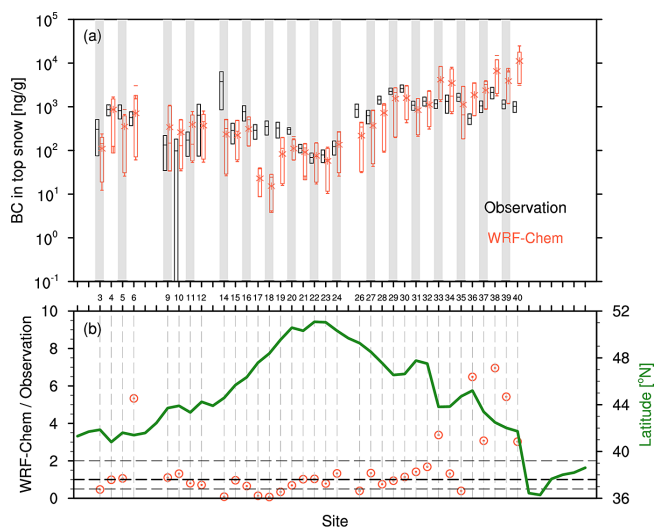 (a)
BC in top snow [ng/g]
10^5
10^4
10^3
10^2
10^1
10^0
10^-1
Observation
WRF-Chem
3 4 5 6 9 10 11 12 14 15 16 17 18 19 20 21 22 23 24 26 27 28 29 30 31 32 33 34 35 36 37 38 39 40
(b)
WRF-Chem / Observation
10
8
6
4
2
0
52
48
44
40
36
Latitude [°N]
Site